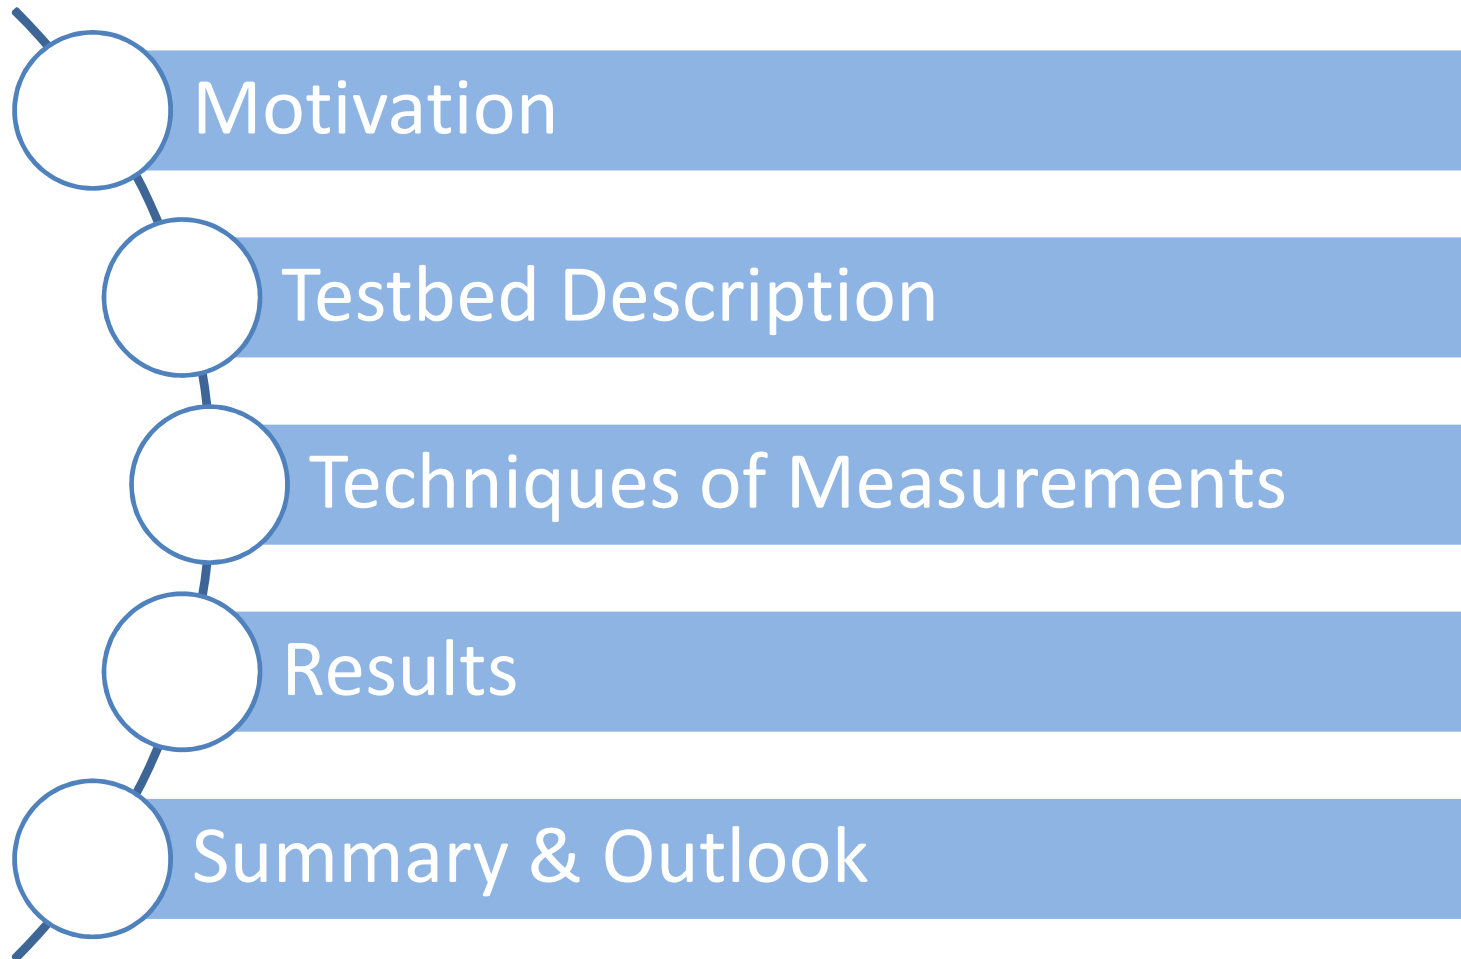 Motivation
Testbed Description
Techniques of Measurements
Results
Summary & Outlook